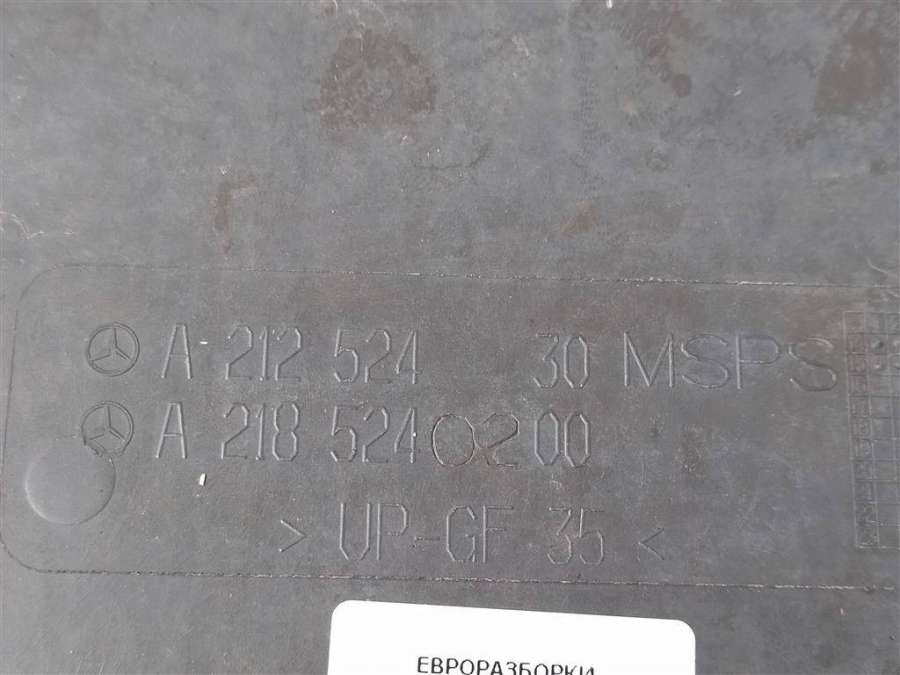 A 212 524 30 MSPS
A 218 524 02 00
> UP-GF 35 <
ЕВРОРАЗБОРКИ